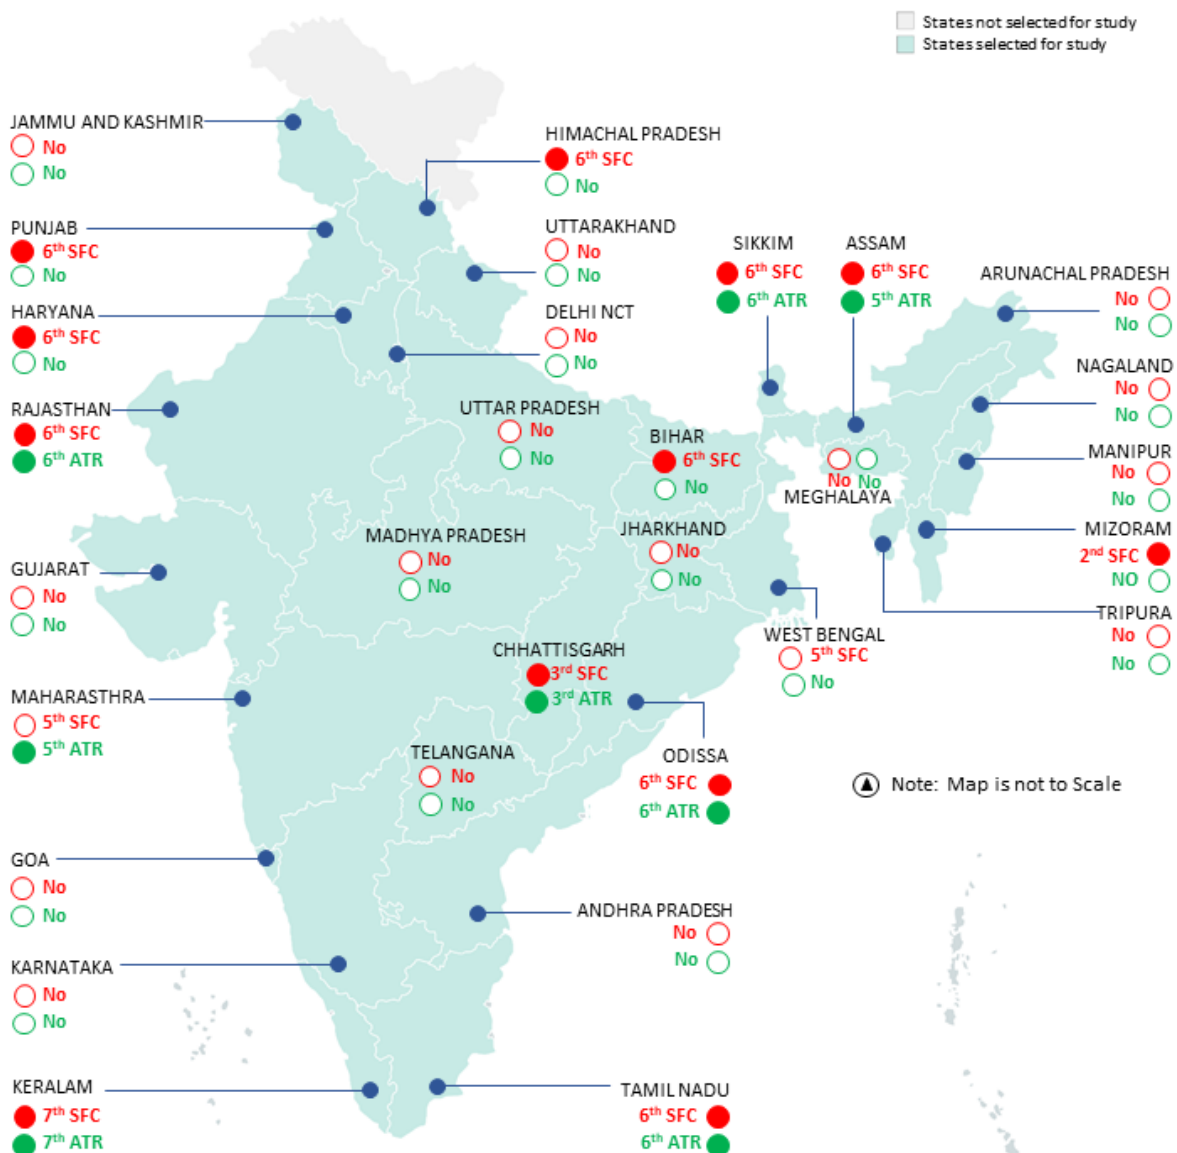 States not selected for study
States selected for study
JAMMU AND KASHMIR
No
No
HIMACHAL PRADESH
6th SFC
No
PUNJAB
6th SFC
No
UTTARAKHAND
No
No
SIKKIM
6th SFC
6th ATR
ASSAM
6th SFC
5th ATR
ARUNACHAL PRADESH
No
No
HARYANA
6th SFC
No
DELHI NCT
No
No
NAGALAND
No
No
RAJASTHAN
6th SFC
6th ATR
UTTAR PRADESH
No
No
BIHAR
6th SFC
No
No No
MEGHALAYA
MANIPUR
No
No
MADHYA PRADESH
No
No
JHARKHAND
No
No
MIZORAM
2nd SFC
NO
GUJARAT
No
No
TRIPURA
No
No
WEST BENGAL
5th SFC
No
CHHATTISGARH
3rd SFC
3rd ATR
MAHARASTHRA
5th SFC
5th ATR
TELANGANA
No
No
ODISSA
6th SFC
6th ATR
Note: Map is not to Scale
GOA
No
No
ANDHRA PRADESH
No
No
KARNATAKA
No
No
KERALAM
7th SFC
7th ATR
TAMIL NADU
6th SFC
6th ATR